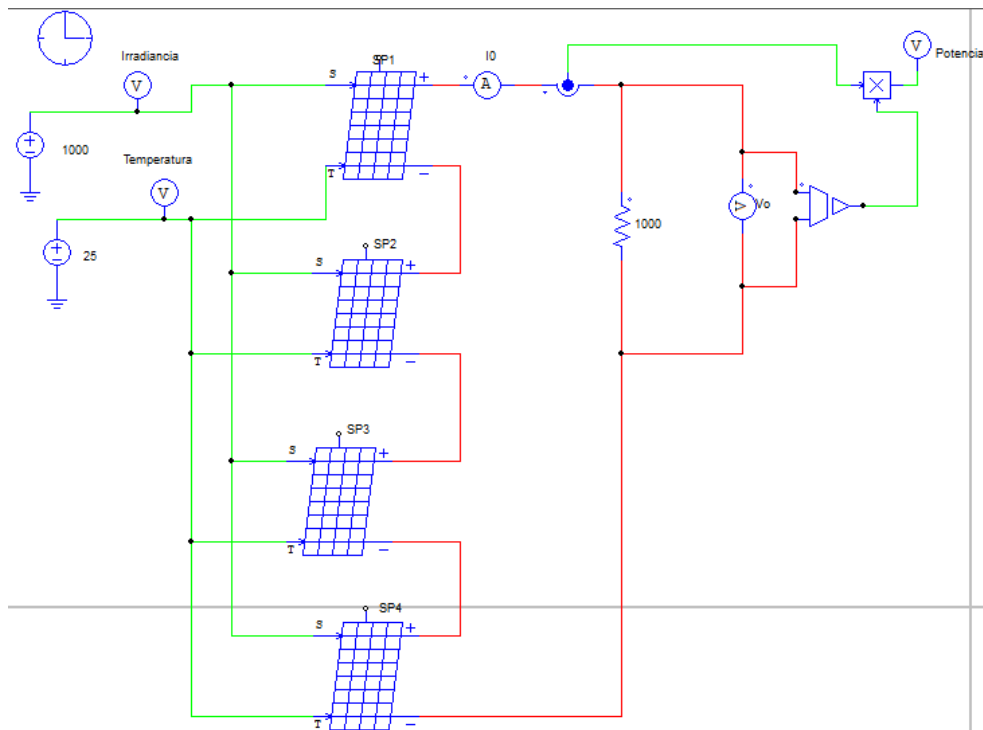 Irradiancia
V
1000
Temperatura
V
25
S
SP1
+
T
−
I0
A
V
Potencia
×
1000
V
Vo
S
SP2
+
T
−
S
SP3
+
T
−
S
SP4
+
T
−